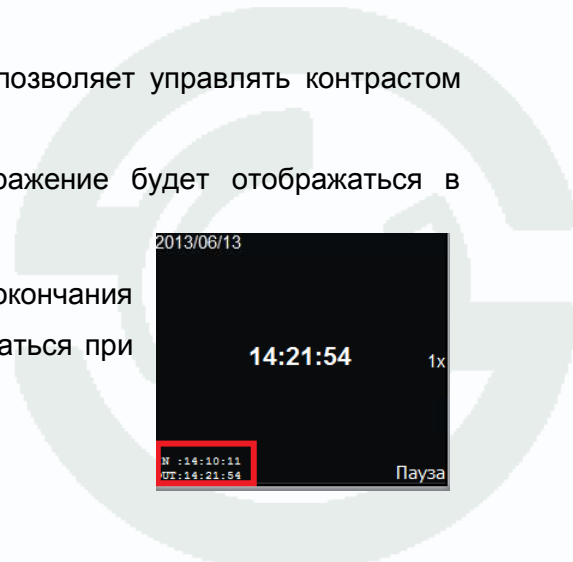 позволяет управлять контрастом
ражение будет отображаться в
окончания
аться при
2013/06/13
14:21:54
1x
N :14:10:11
UT:14:21:54
Пауза